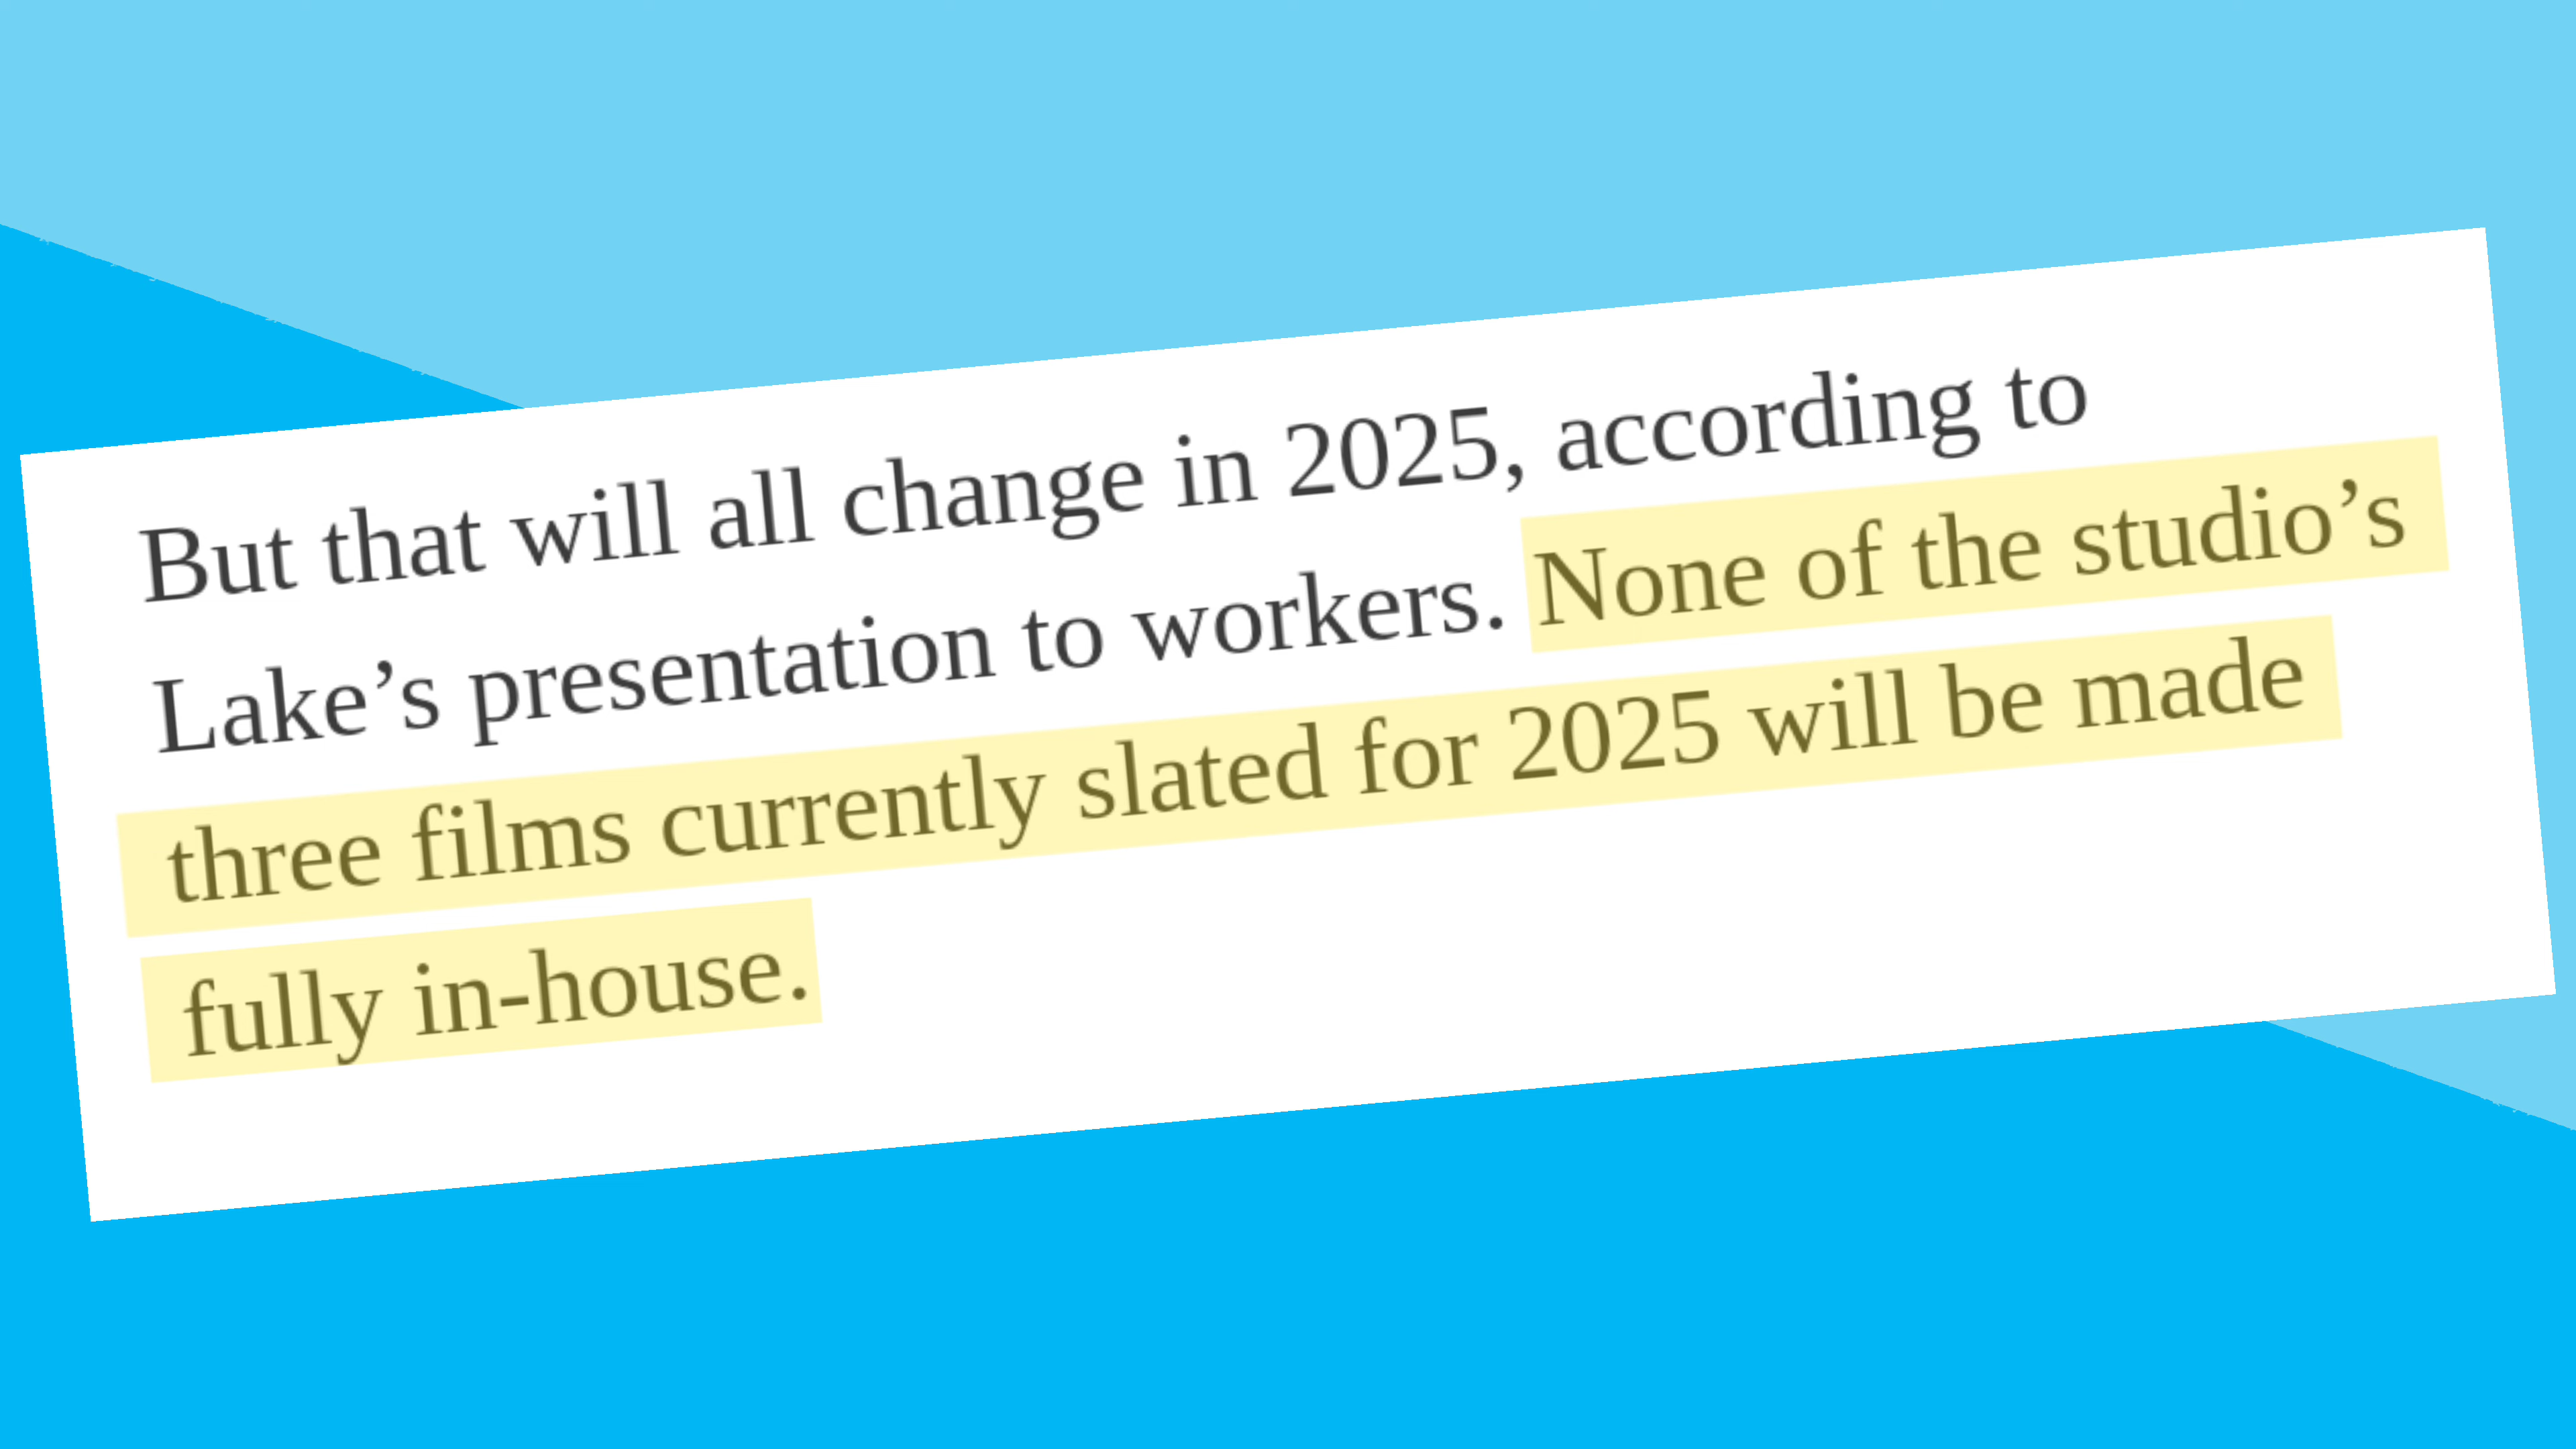 But that will all change in 2025, according to
Lake’s presentation to workers. None of the studio’s
three films currently slated for 2025 will be made
fully in-house.